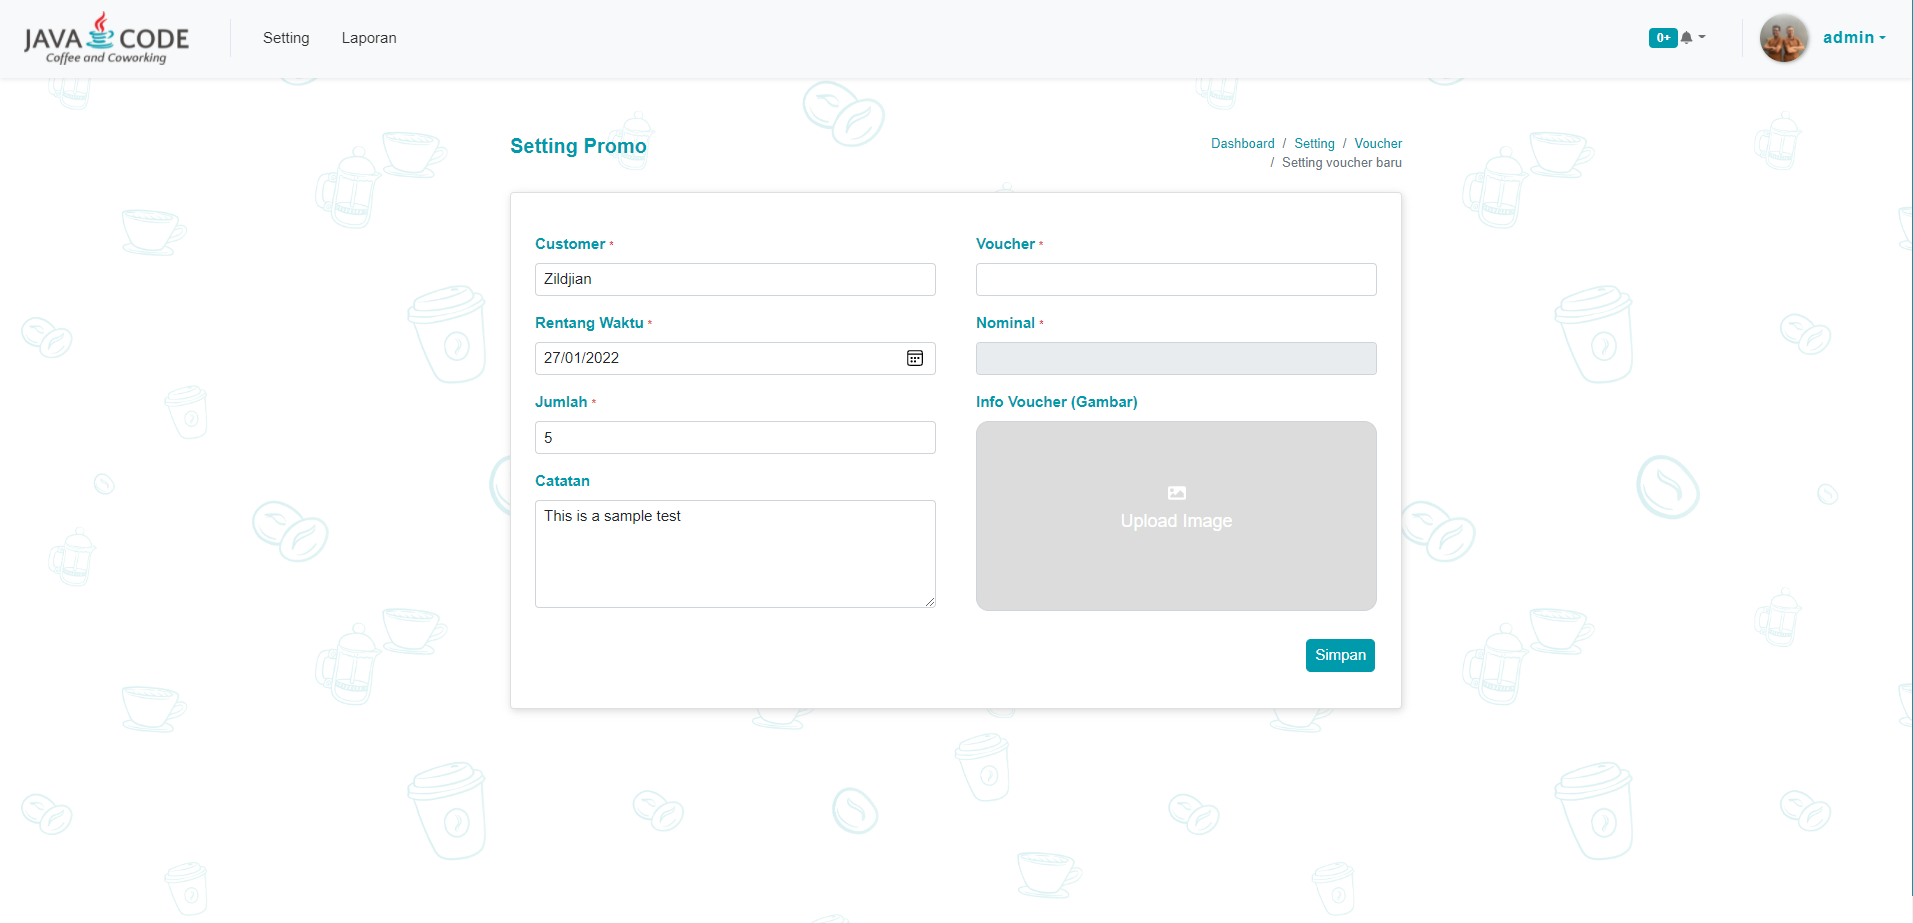 JAVA CODE
Coffee and Coworking
Setting
Laporan
0+
admin
Setting Promo
Dashboard / Setting / Voucher
/ Setting voucher baru
Customer *
Zildjian
Voucher *
Rentang Waktu *
27/01/2022
Nominal *
Jumlah *
5
Info Voucher (Gambar)
Upload Image
Catatan
This is a sample test
Simpan